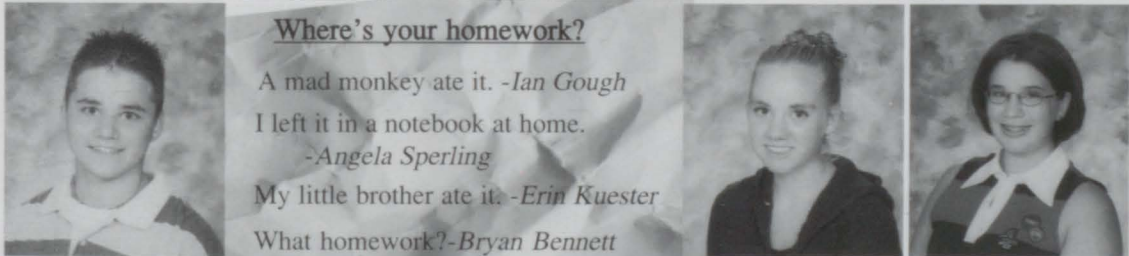 Where's your homework?
A mad monkey ate it. -Ian Gough
I left it in a notebook at home.
-Angela Sperling
My little brother ate it. -Erin Kuester
What homework?-Bryan Bennett